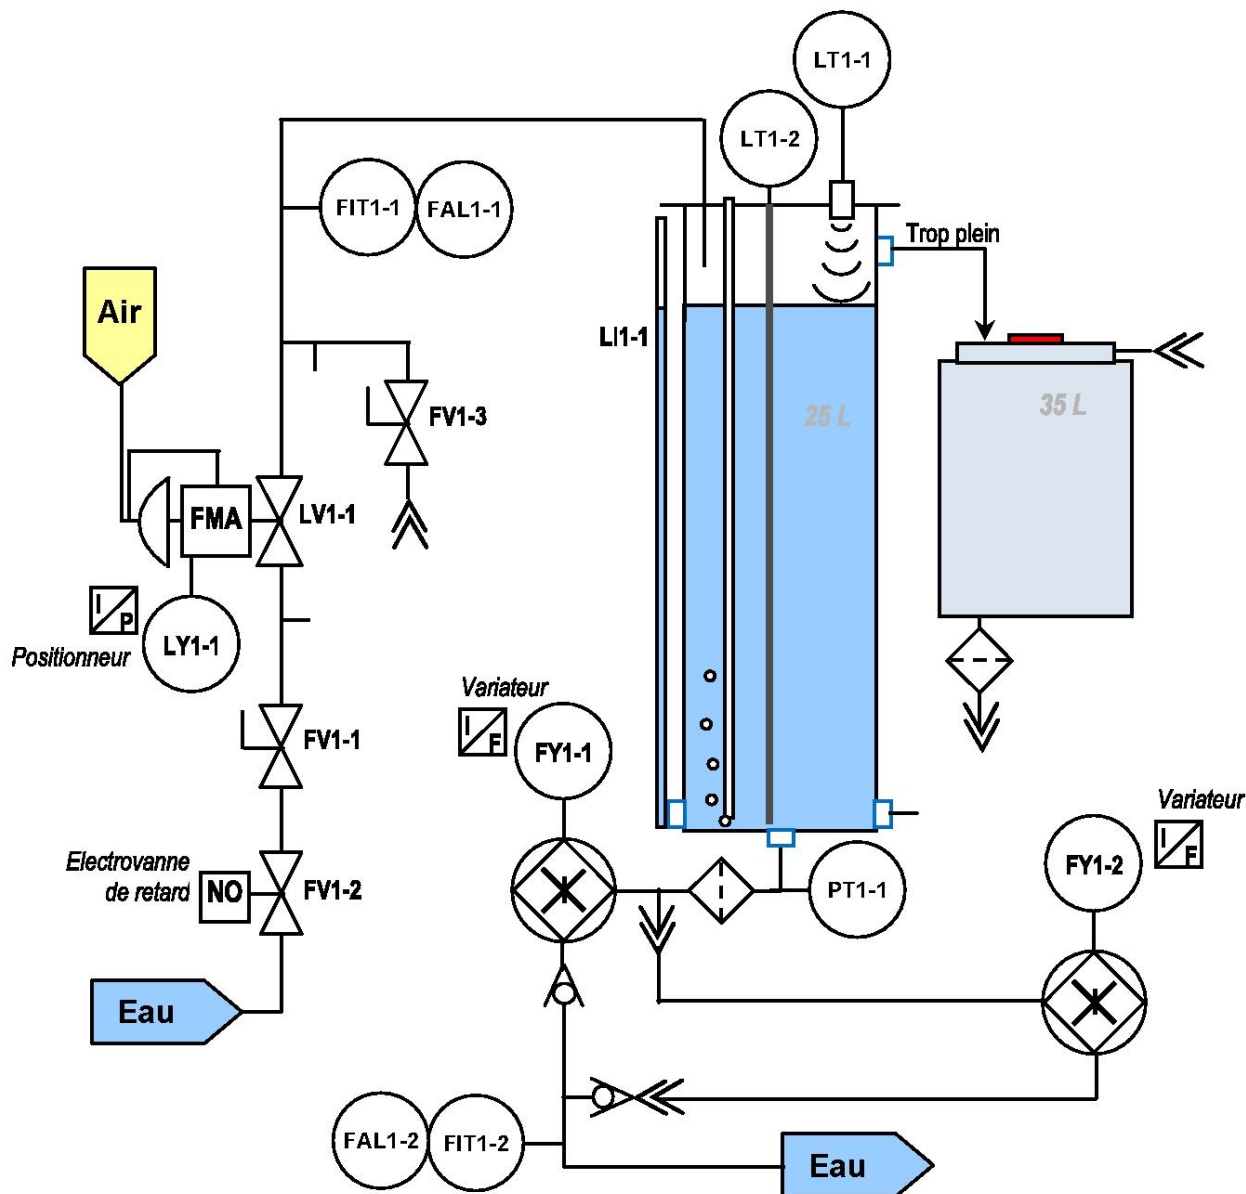 LT1-1
LT1-2
FIT1-1
FAL1-1
Trop plein
Air
LI1-1
FV1-3
25 L
35 L
FMA
LV1-1
I/P
LY1-1
Positionneur
Variateur
I/F
FY1-1
FV1-1
Variateur
I/F
FY1-2
Electrovanne
de retard
NO
FV1-2
PT1-1
Eau
FAL1-2
FIT1-2
Eau